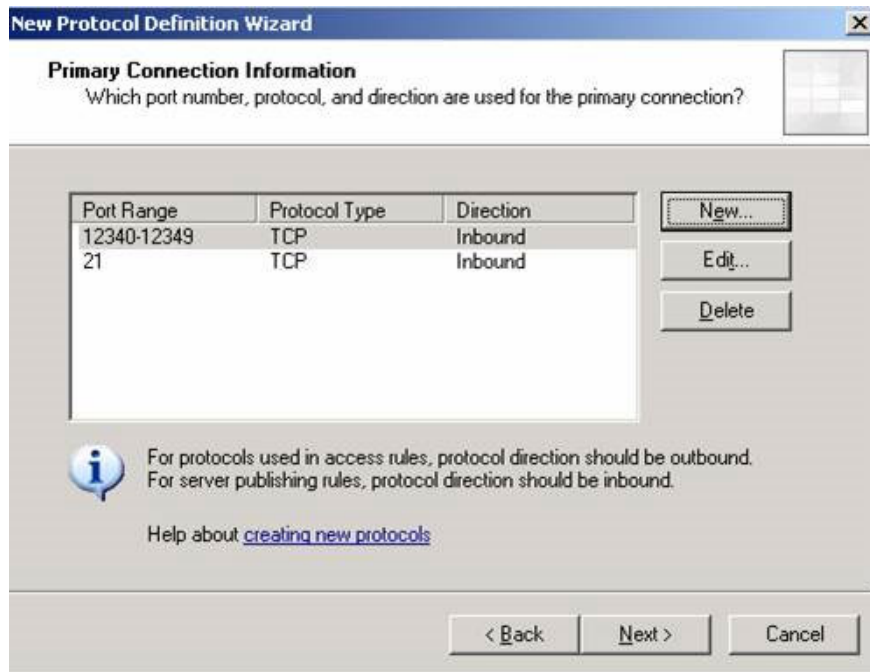 New Protocol Definition Wizard
Primary Connection Information
Which port number, protocol, and direction are used for the primary connection?
Port Range Protocol Type Direction
12340-12349 TCP Inbound
21 TCP Inbound
New...
Edit...
Delete
For protocols used in access rules, protocol direction should be outbound.
For server publishing rules, protocol direction should be inbound.
Help about creating new protocols
< Back Next > Cancel